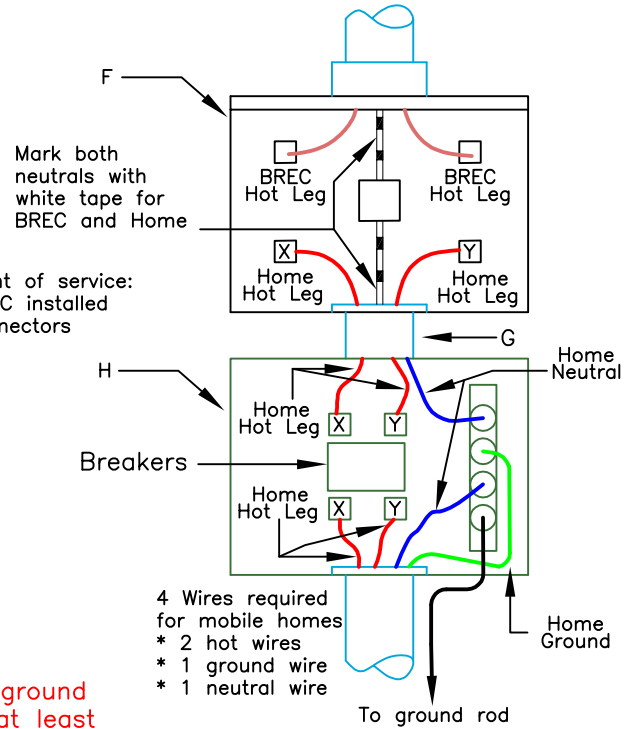 F
Mark both
neutrals with
white tape for
BREC and Home
BREC
Hot Leg
BREC
Hot Leg
X
Y
Home
Hot Leg
Home
Hot Leg
of service:
installed
G
H
Home
Neutral
Home
Hot Leg
X
Y
Breakers
Home
Hot Leg
X
Y
4 Wires required
for mobile homes
* 2 hot wires
* 1 ground wire
* 1 neutral wire
Home
Ground
ground
at least
To ground rod